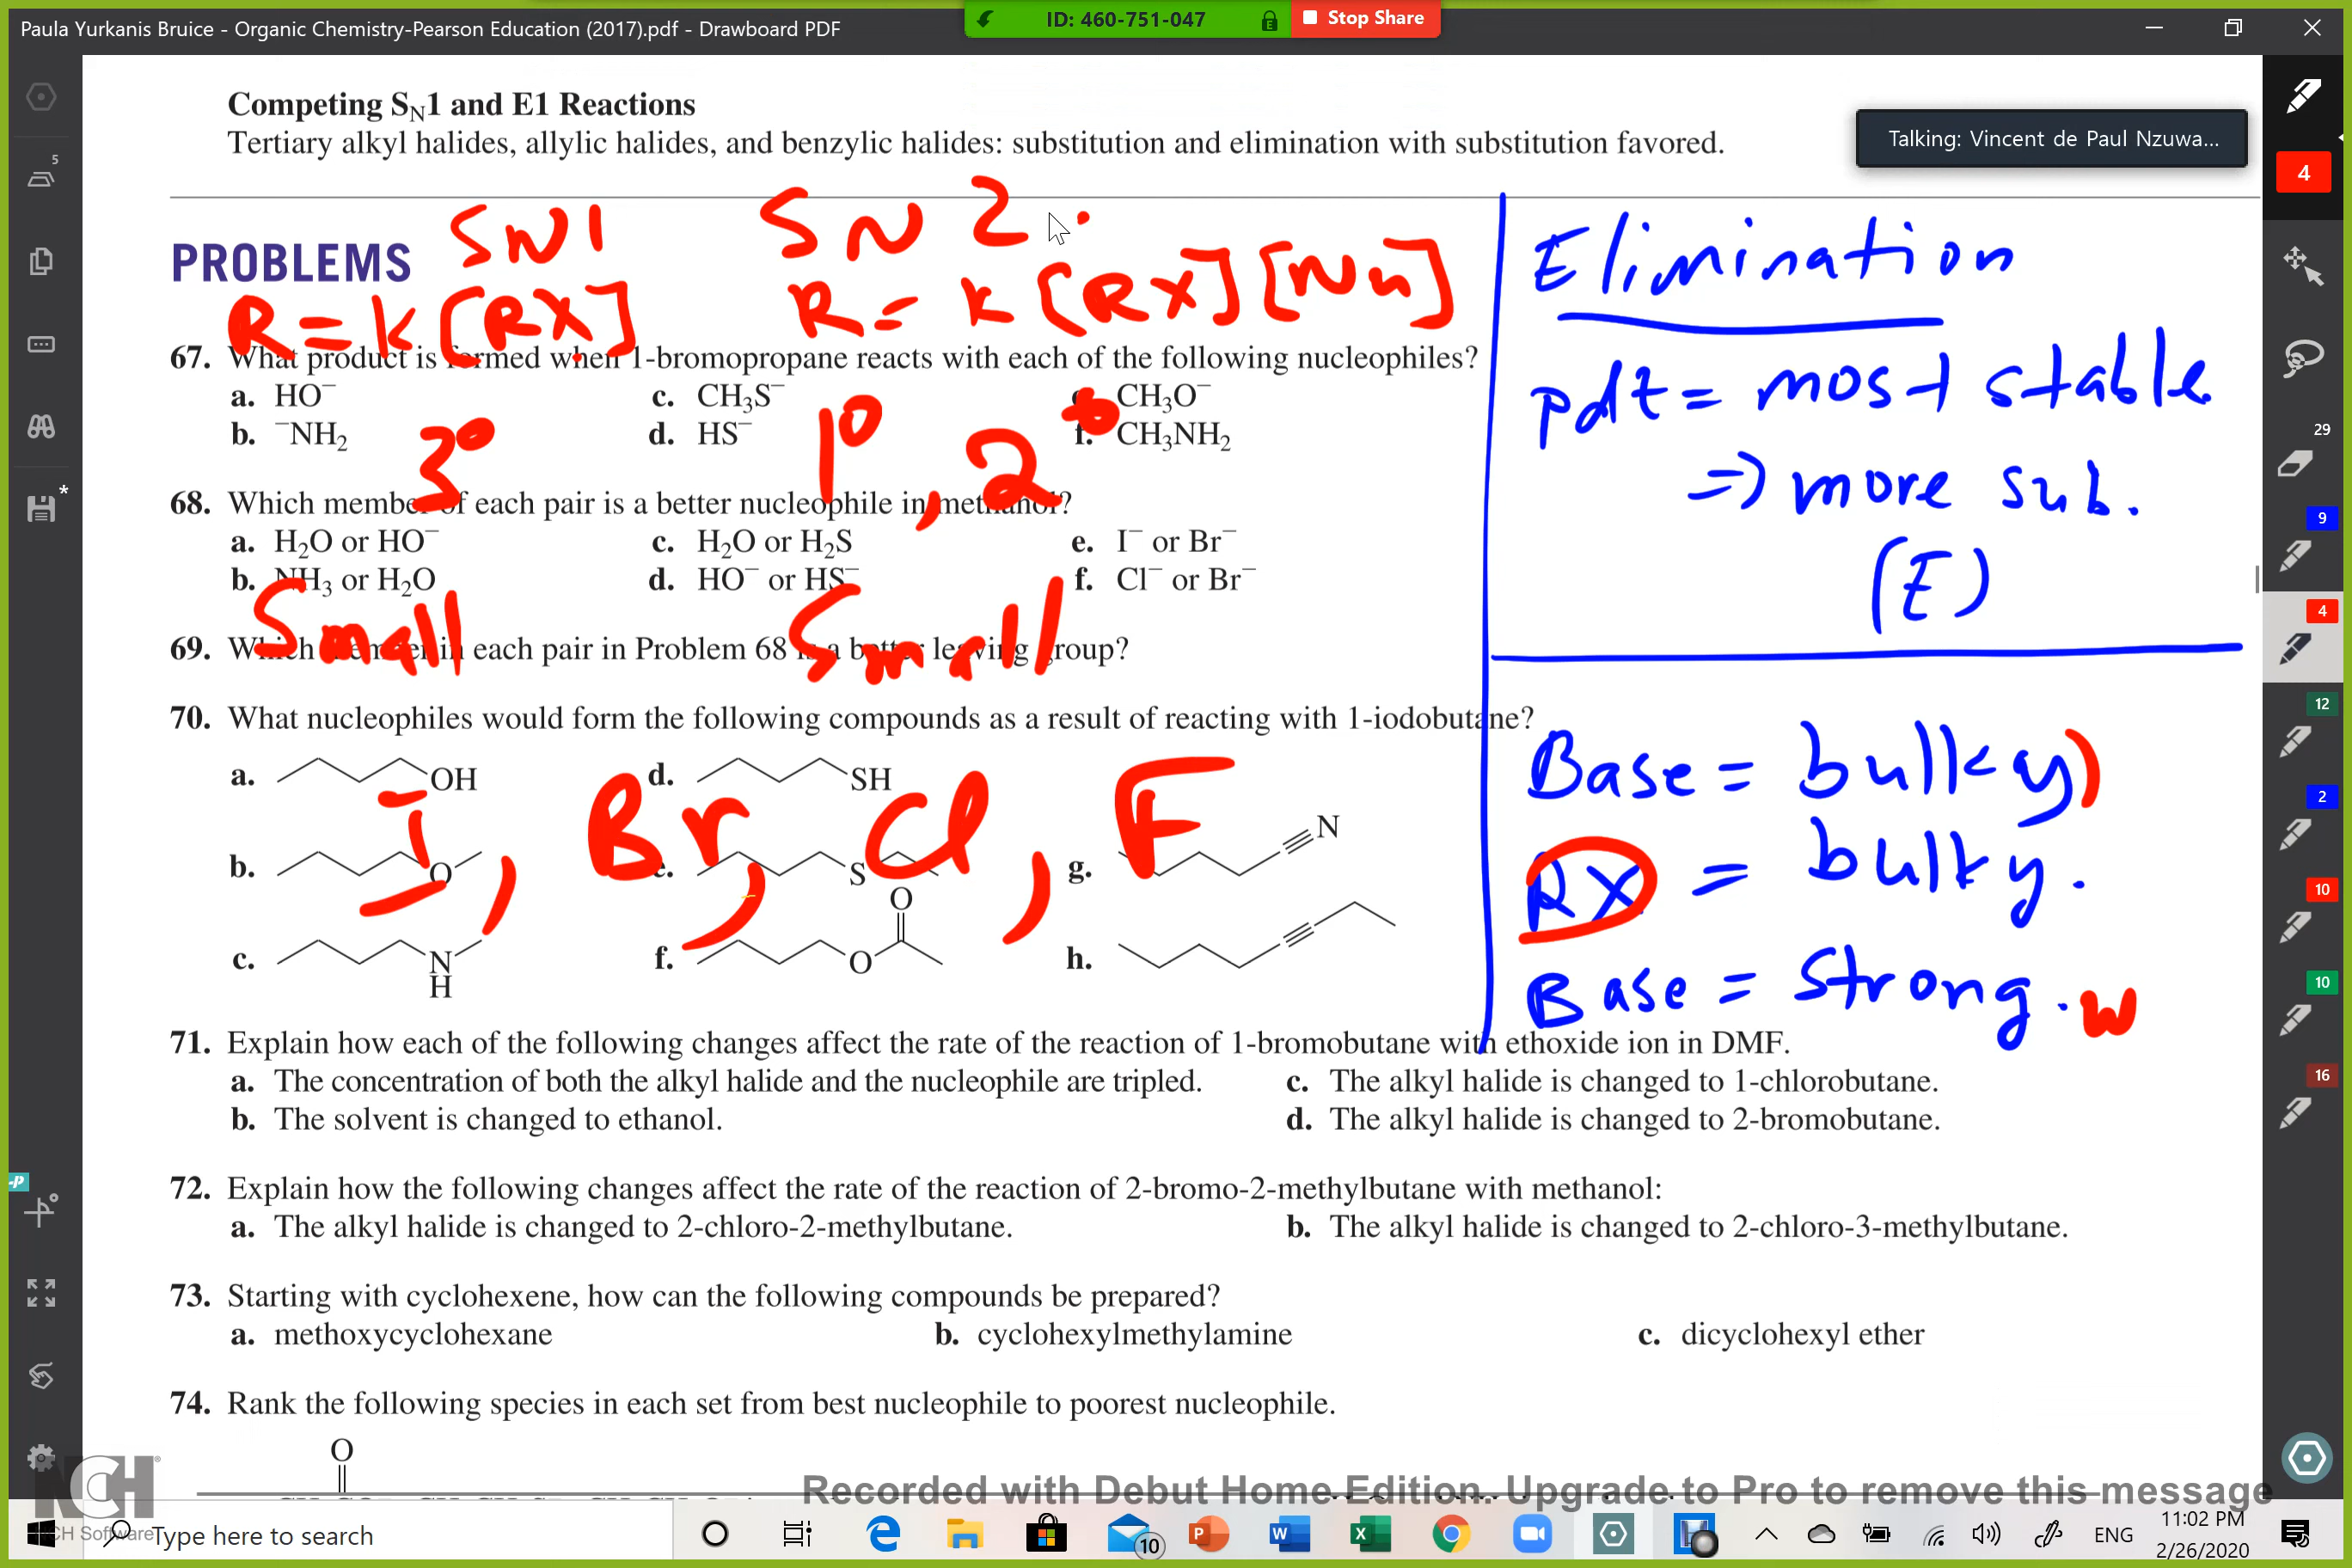 Paula Yurkanis Bruice - Organic Chemistry-Pearson Education (2017).pdf - Drawboard PDF
ID: 460-751-047
Stop Share
Talking: Vincent de Paul Nzuwa...
Competing SN1 and E1 Reactions
Tertiary alkyl halides, allylic halides, and benzylic halides: substitution and elimination with substitution favored.
SN1
SN2.
PROBLEMS
R = K[RX]
R = K[RX][Nu]
Elimination
pdt = most stable
=> more sub.
(E)
67. What product is formed when 1-bromopropane reacts with each of the following nucleophiles?
a. HO⁻ c. CH₃S⁻ CH₃O⁻
b. ⁻NH₂ d. HS⁻ f. CH₃NH₂
3° 1°, 2°
68. Which member of each pair is a better nucleophile in methanol?
a. H₂O or HO⁻ c. H₂O or H₂S e. I⁻ or Br⁻
b. NH₃ or H₂O d. HO⁻ or HS⁻ f. Cl⁻ or Br⁻
Small Small
69. Which member in each pair in Problem 68 is a better leaving group?
70. What nucleophiles would form the following compounds as a result of reacting with 1-iodobutane?
a. OH d. SH
I, Br, Cl, F
b. O e. S g. N
c. N H f. O O h.
Base = bulky)
RX = bulky.
Base = strong. w
71. Explain how each of the following changes affect the rate of the reaction of 1-bromobutane with ethoxide ion in DMF.
a. The concentration of both the alkyl halide and the nucleophile are tripled. c. The alkyl halide is changed to 1-chlorobutane.
b. The solvent is changed to ethanol. d. The alkyl halide is changed to 2-bromobutane.
72. Explain how the following changes affect the rate of the reaction of 2-bromo-2-methylbutane with methanol:
a. The alkyl halide is changed to 2-chloro-2-methylbutane. b. The alkyl halide is changed to 2-chloro-3-methylbutane.
73. Starting with cyclohexene, how can the following compounds be prepared?
a. methoxycyclohexane b. cyclohexylmethylamine c. dicyclohexyl ether
74. Rank the following species in each set from best nucleophile to poorest nucleophile.
O
5
4
29
9
4
12
2
10
10
16
NCH
NCH Software
Recorded with Debut Home Edition. Upgrade to Pro to remove this message
Type here to search
10
ENG
11:02 PM
2/26/2020